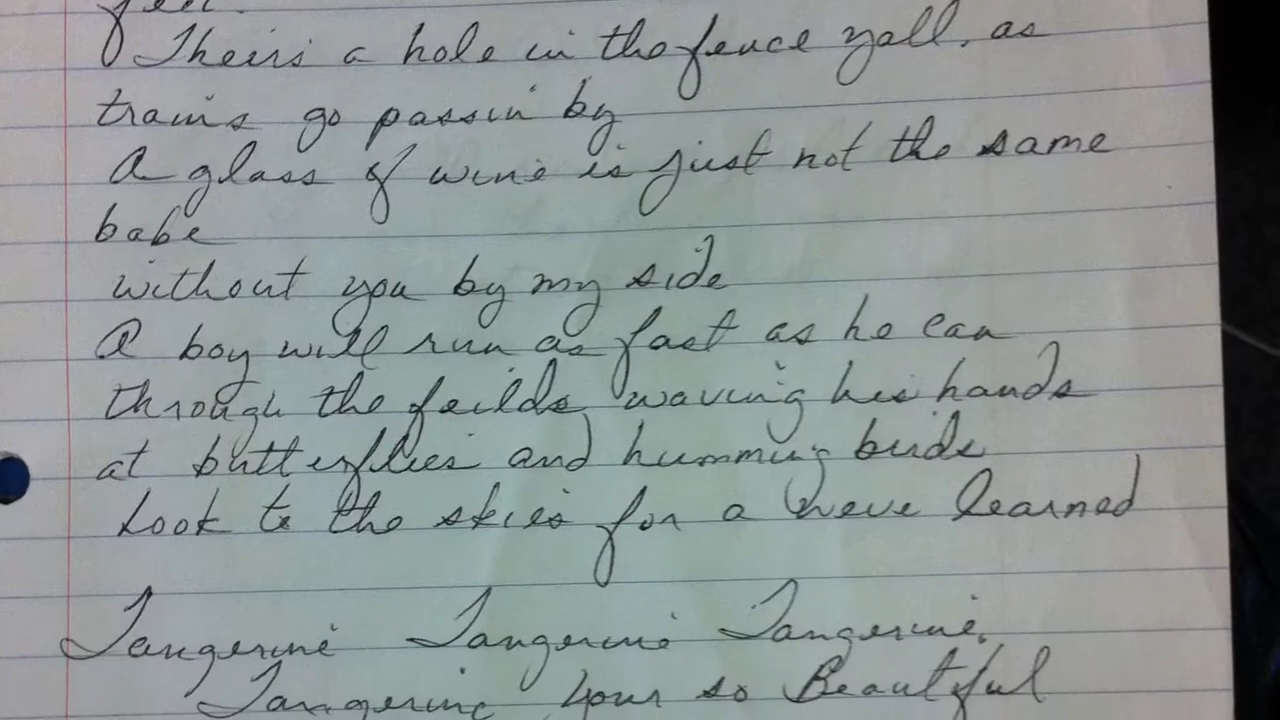 Theirs a hole in the fence yall, as
trains go passin by
A glass of wine is just not the same
babe
without you by my side
A boy will run as fast as he can
through the feilds, waving his hands
at butterflies and humming birds
Look to the skies for a weve learned
Tangerine Tangerine Tangerine,
Tangerine your so Beautiful